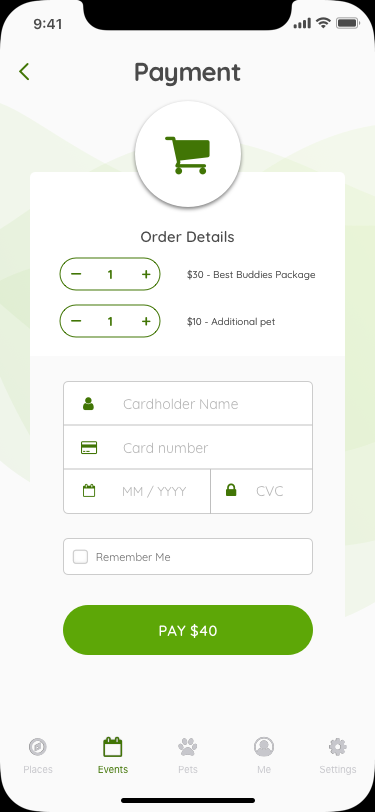 9:41
Payment
Order Details
− 1 + $30 - Best Buddies Package
− 1 + $10 - Additional pet
Cardholder Name
Card number
MM / YYYY CVC
Remember Me
PAY $40
Places Events Pets Me Settings